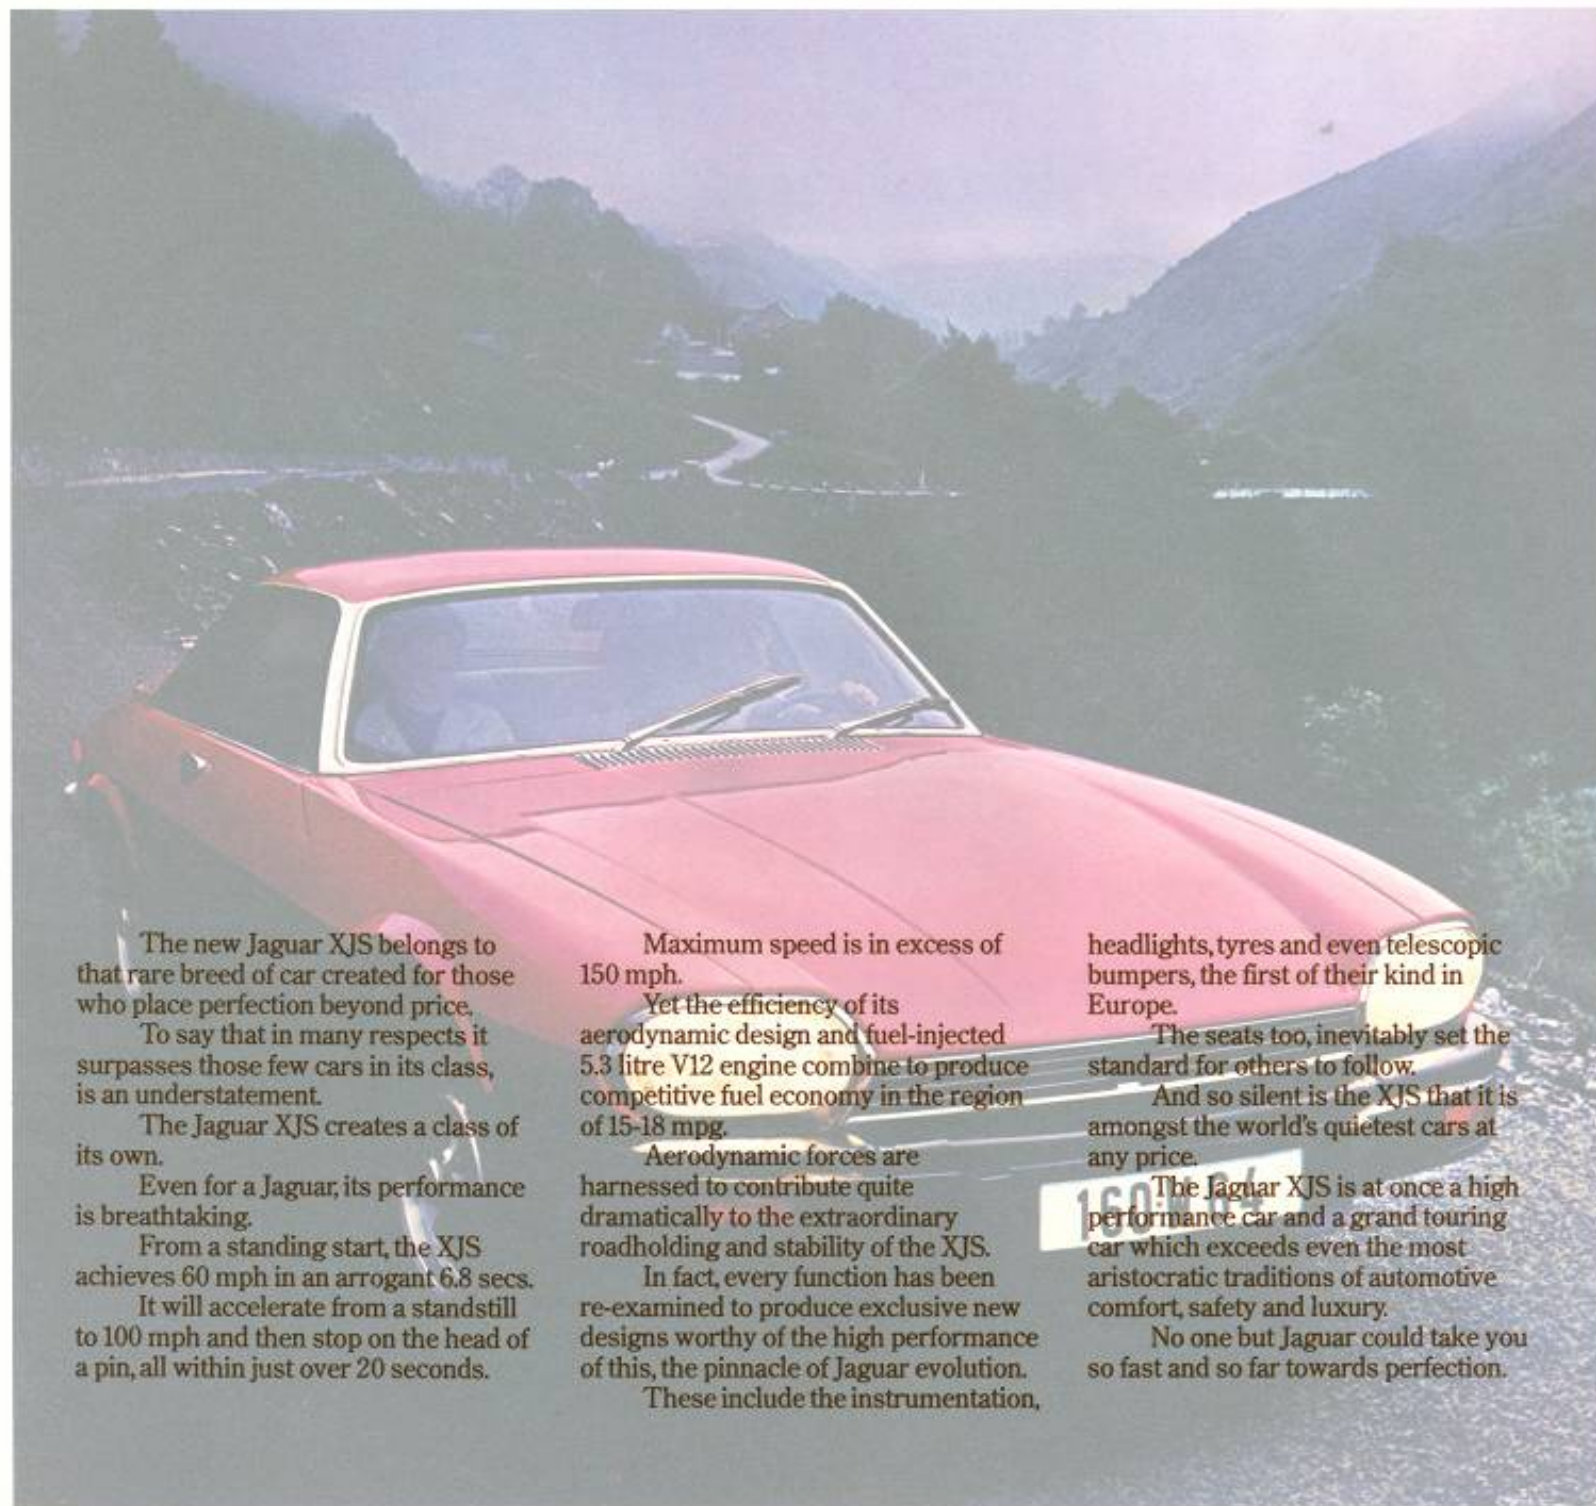 The new Jaguar XJS belongs to
that rare breed of car created for those
who place perfection beyond price.
To say that in many respects it
surpasses those few cars in its class,
is an understatement.
The Jaguar XJS creates a class of
its own.
Even for a Jaguar, its performance
is breathtaking.
From a standing start, the XJS
achieves 60 mph in an arrogant 6.8 secs.
It will accelerate from a standstill
to 100 mph and then stop on the head of
a pin, all within just over 20 seconds.
Maximum speed is in excess of
150 mph.
Yet the efficiency of its
aerodynamic design and fuel-injected
5.3 litre V12 engine combine to produce
competitive fuel economy in the region
of 15-18 mpg.
Aerodynamic forces are
harnessed to contribute quite
dramatically to the extraordinary
roadholding and stability of the XJS.
In fact, every function has been
re-examined to produce exclusive new
designs worthy of the high performance
of this, the pinnacle of Jaguar evolution.
These include the instrumentation,
headlights, tyres and even telescopic
bumpers, the first of their kind in
Europe.
The seats too, inevitably set the
standard for others to follow.
And so silent is the XJS that it is
amongst the world's quietest cars at
any price.
The Jaguar XJS is at once a high
performance car and a grand touring
car which exceeds even the most
aristocratic traditions of automotive
comfort, safety and luxury.
No one but Jaguar could take you
so fast and so far towards perfection.